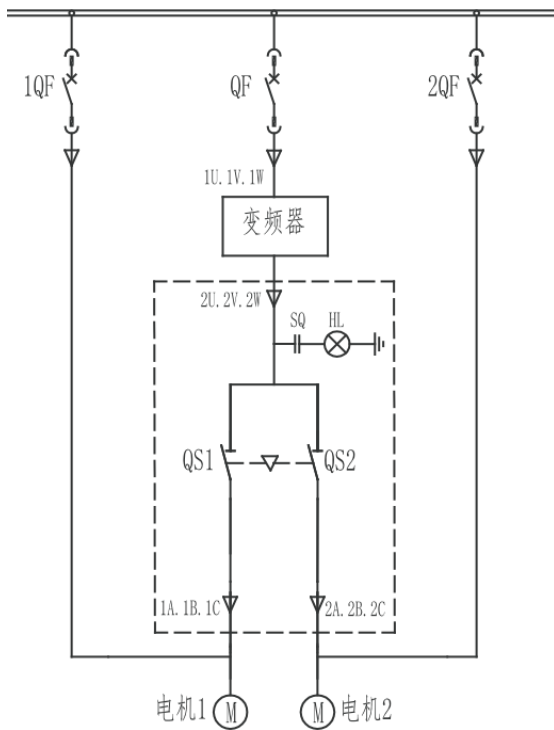 1QF
QF
2QF
1U.1V.1W
变频器
2U.2V.2W
SQ
HL
QS1
QS2
1A.1B.1C
2A.2B.2C
电机1
M
M
电机2